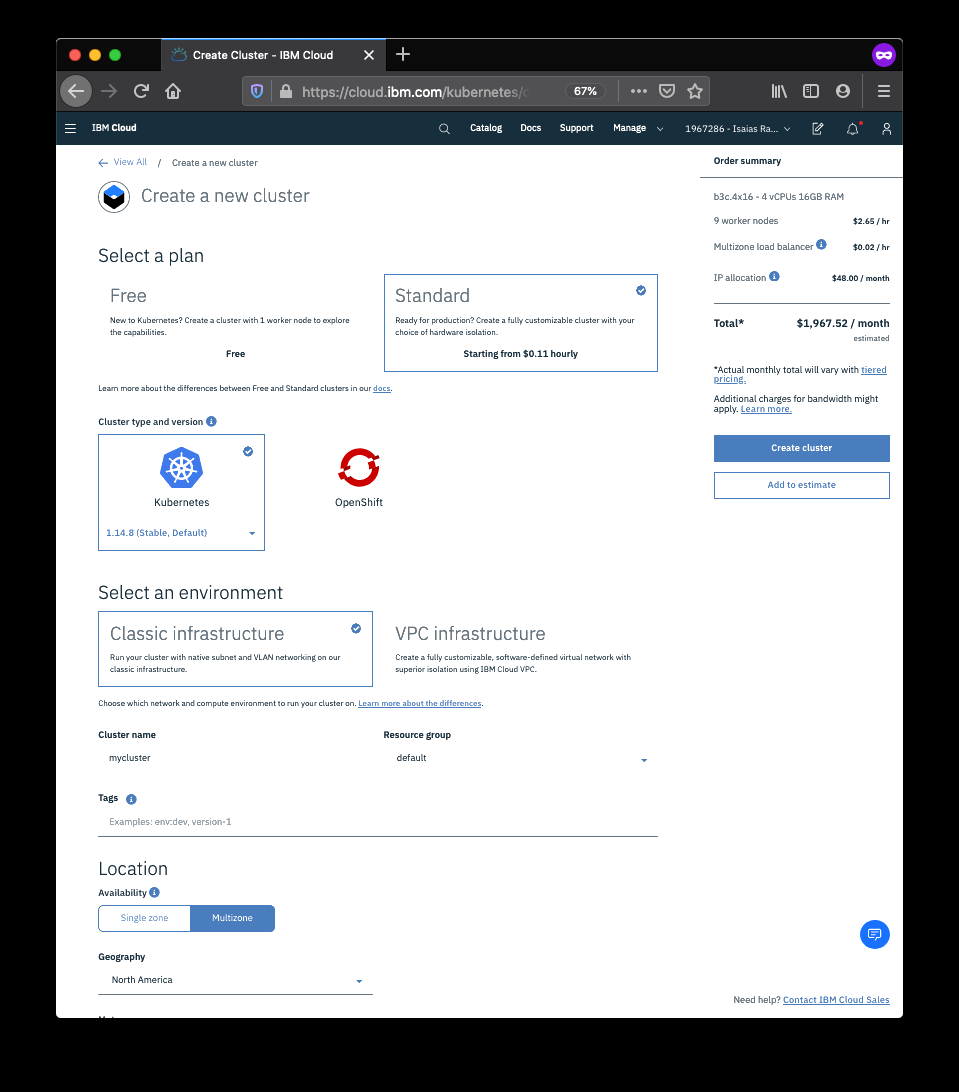 Create Cluster - IBM Cloud
https://cloud.ibm.com/kubernetes/
67%
IBM Cloud
Catalog
Docs
Support
Manage
1967286 - Isaias Ra...
View All / Create a new cluster
Create a new cluster
Select a plan
Free
New to Kubernetes? Create a cluster with 1 worker node to explore
the capabilities.
Free
Standard
Ready for production? Create a fully customizable cluster with your
choice of hardware isolation.
Starting from $0.11 hourly
Learn more about the differences between Free and Standard clusters in our docs.
Cluster type and version
Kubernetes
1.14.8 (Stable, Default)
OpenShift
Select an environment
Classic infrastructure
Run your cluster with native subnet and VLAN networking on our
classic infrastructure.
VPC infrastructure
Create a fully customizable, software-defined virtual network with
superior isolation using IBM Cloud VPC.
Choose which network and compute environment to run your cluster on. Learn more about the differences.
Cluster name
mycluster
Resource group
default
Tags
Examples: env:dev, version-1
Location
Availability
Single zone
Multizone
Geography
North America
Order summary
b3c.4x16 - 4 vCPUs 16GB RAM
9 worker nodes $2.65 / hr
Multizone load balancer $0.02 / hr
IP allocation $48.00 / month
Total* $1,967.52 / month
estimated
*Actual monthly total will vary with tiered
pricing.
Additional charges for bandwidth might
apply. Learn more.
Create cluster
Add to estimate
Need help? Contact IBM Cloud Sales